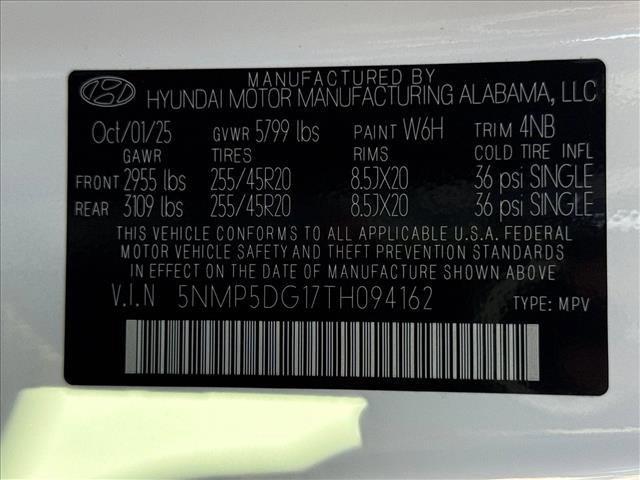 MANUFACTURED BY
HYUNDAI MOTOR MANUFACTURING ALABAMA, LLC
Oct/01/25 GVWR 5799 lbs PAINT W6H TRIM 4NB
GAWR TIRES RIMS COLD TIRE INFL
FRONT 2955 lbs 255/45R20 8.5JX20 36 psi SINGLE
REAR 3109 lbs 255/45R20 8.5JX20 36 psi SINGLE
THIS VEHICLE CONFORMS TO ALL APPLICABLE U.S.A. FEDERAL
MOTOR VEHICLE SAFETY AND THEFT PREVENTION STANDARDS
IN EFFECT ON THE DATE OF MANUFACTURE SHOWN ABOVE.
V.I.N 5NMP5DG17TH094162 TYPE: MPV